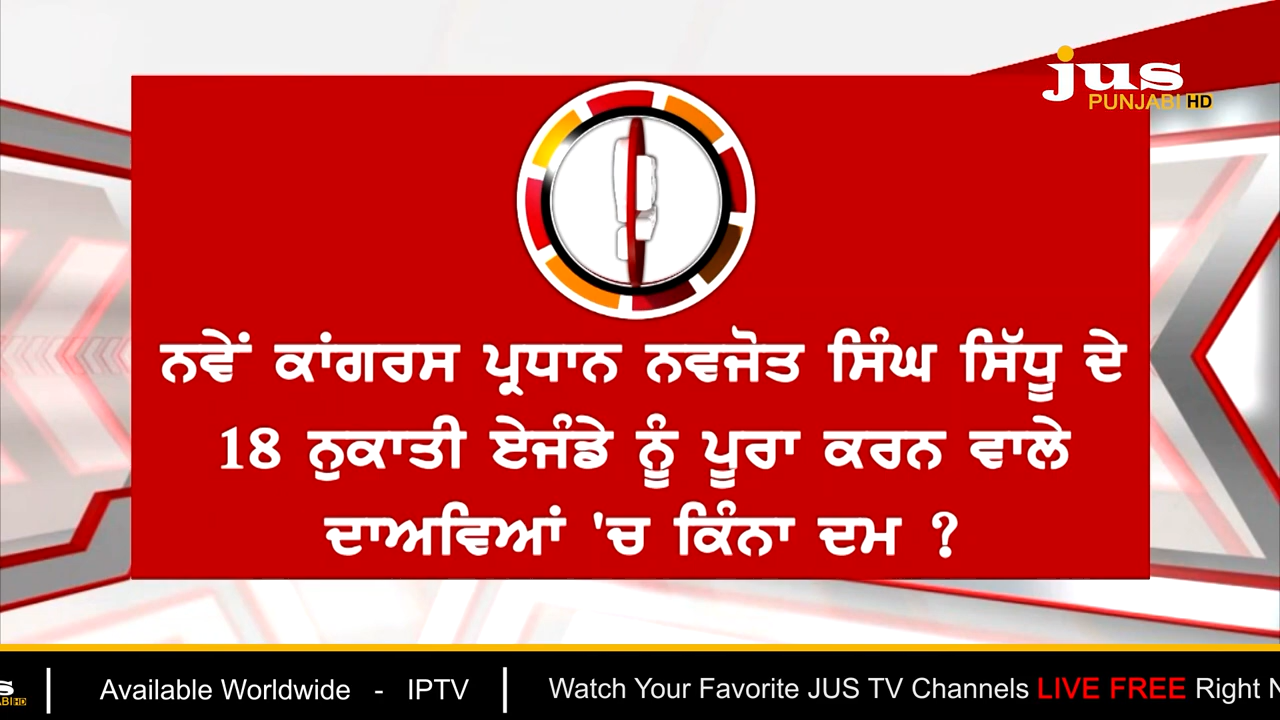 jus
PUNJABI HD
ਨਵੇਂ ਕਾਂਗਰਸ ਪ੍ਰਧਾਨ ਨਵਜੋਤ ਸਿੰਘ ਸਿੱਧੂ ਦੇ
18 ਨੁਕਾਤੀ ਏਜੰਡੇ ਨੂੰ ਪੂਰਾ ਕਰਨ ਵਾਲੇ
ਦਾਅਵਿਆਂ 'ਚ ਕਿੰਨਾ ਦਮ ?
Available Worldwide - IPTV | Watch Your Favorite JUS TV Channels LIVE FREE Right